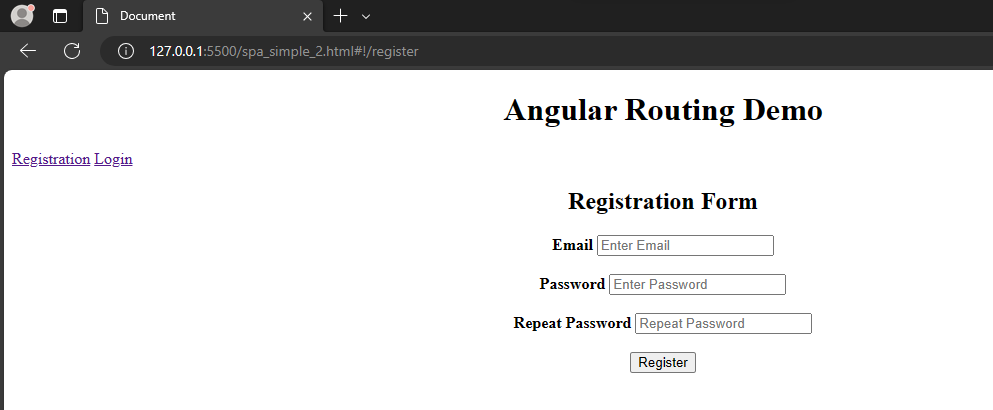 Document
127.0.0.1:5500/spa_simple_2.html#!/register
Angular Routing Demo
Registration Login
Registration Form
Email Enter Email
Password Enter Password
Repeat Password Repeat Password
Register